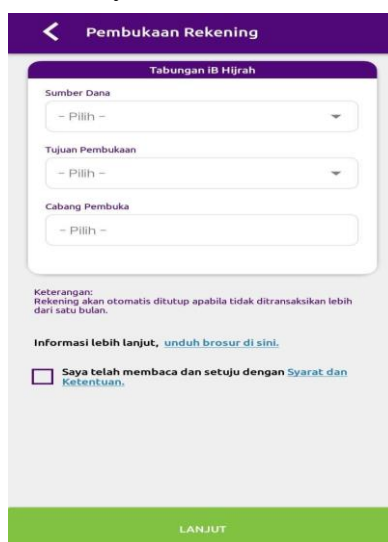 Pembukaan Rekening
Tabungan iB Hijrah
Sumber Dana
– Pilih –
Tujuan Pembukaan
– Pilih –
Cabang Pembuka
– Pilih –
Keterangan:
Rekening akan otomatis ditutup apabila tidak ditransaksikan lebih
dari satu bulan.
Informasi lebih lanjut, unduh brosur di sini.
Saya telah membaca dan setuju dengan Syarat dan
Ketentuan.
LANJUT